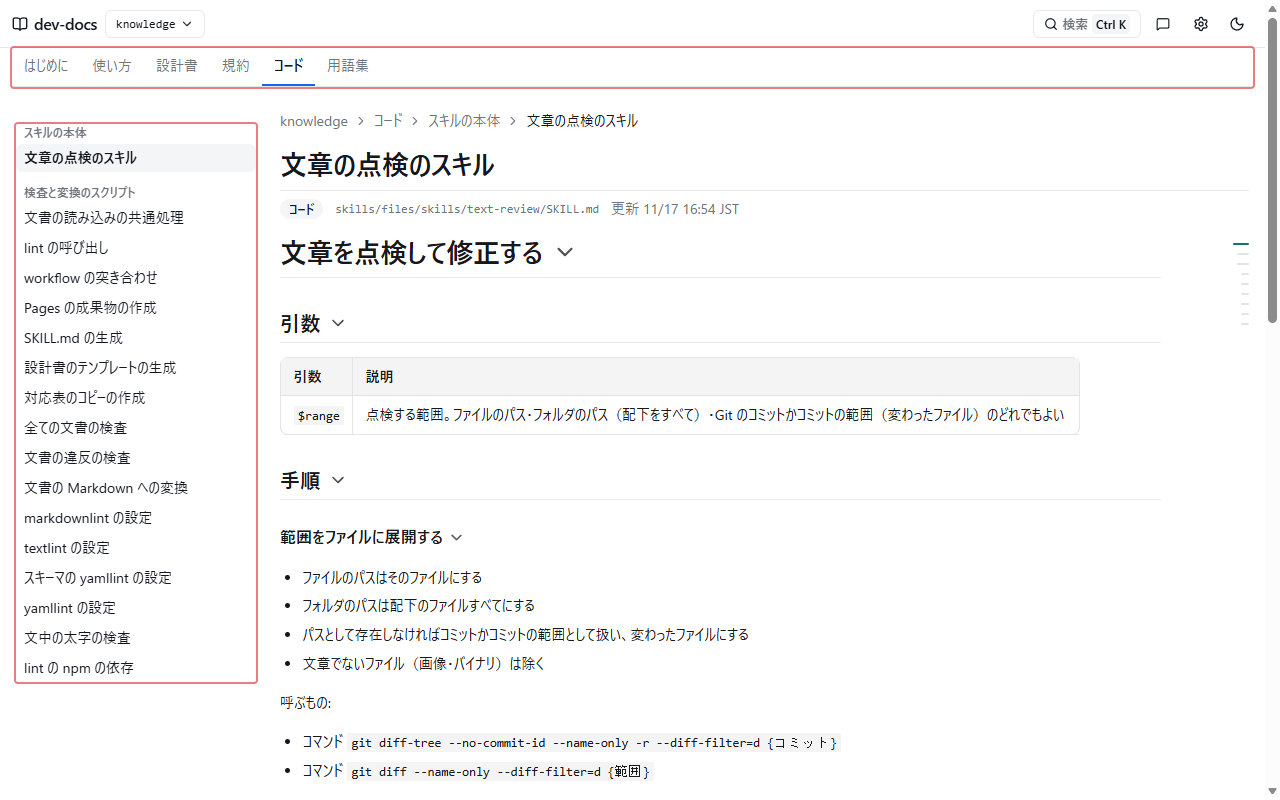 dev-docs knowledge 検索 Ctrl K
はじめに 使い方 設計書 規約 コード 用語集
knowledge > コード > スキルの本体 > 文章の点検のスキル
スキルの本体
文章の点検のスキル
検査と変換のスクリプト
文書の読み込みの共通処理
lint の呼び出し
workflow の突き合わせ
Pages の成果物の作成
SKILL.md の生成
設計書のテンプレートの生成
対応表のコピーの作成
全ての文書の検査
文書の違反の検査
文書の Markdown への変換
markdownlint の設定
textlint の設定
スキーマの yamllint の設定
yamllint の設定
文中の太字の検査
lint の npm の依存
文章の点検のスキル
コード skills/files/skills/text-review/SKILL.md 更新 11/17 16:54 JST
文章を点検して修正する
引数
引数 説明
$range 点検する範囲。ファイルのパス・フォルダのパス（配下をすべて）・Git のコミットかコミットの範囲（変わったファイル）のどれでもよい
手順
範囲をファイルに展開する
• ファイルのパスはそのファイルにする
• フォルダのパスは配下のファイルすべてにする
• パスとして存在しなければコミットかコミットの範囲として扱い、変わったファイルにする
• 文章でないファイル（画像・バイナリ）は除く
呼ぶもの:
• コマンド git diff-tree --no-commit-id --name-only -r --diff-filter=d {コミット}
• コマンド git diff --name-only --diff-filter=d {範囲}